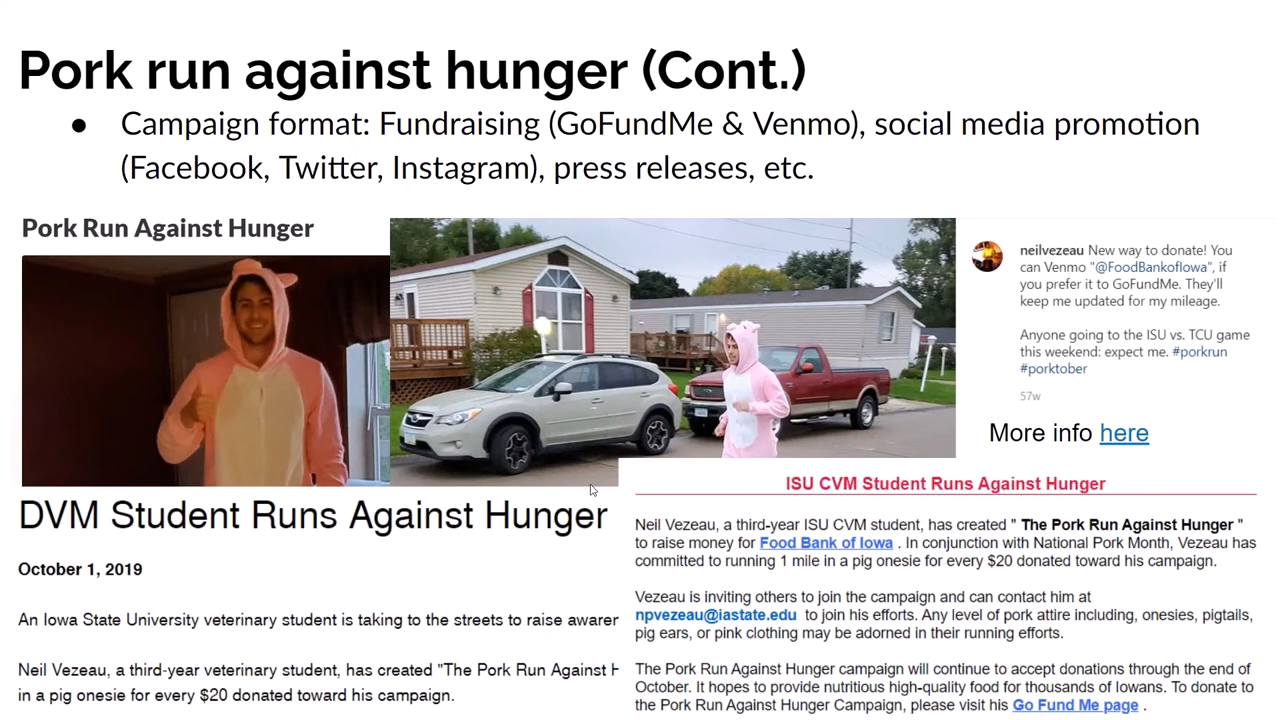 Pork run against hunger (Cont.)
● Campaign format: Fundraising (GoFundMe & Venmo), social media promotion
(Facebook, Twitter, Instagram), press releases, etc.
Pork Run Against Hunger
neilvezeau New way to donate! You
can Venmo "@FoodBankofIowa", if
you prefer it to GoFundMe. They'll
keep me updated for my mileage.
Anyone going to the ISU vs. TCU game
this weekend: expect me. #porkrun
#porktober
57w
More info here
DVM Student Runs Against Hunger
October 1, 2019
An Iowa State University veterinary student is taking to the streets to raise awarer
Neil Vezeau, a third-year veterinary student, has created "The Pork Run Against H
in a pig onesie for every $20 donated toward his campaign.
ISU CVM Student Runs Against Hunger
Neil Vezeau, a third-year ISU CVM student, has created " The Pork Run Against Hunger "
to raise money for Food Bank of Iowa . In conjunction with National Pork Month, Vezeau has
committed to running 1 mile in a pig onesie for every $20 donated toward his campaign.
Vezeau is inviting others to join the campaign and can contact him at
npvezeau@iastate.edu to join his efforts. Any level of pork attire including, onesies, pigtails,
pig ears, or pink clothing may be adorned in their running efforts.
The Pork Run Against Hunger campaign will continue to accept donations through the end of
October. It hopes to provide nutritious high-quality food for thousands of Iowans. To donate to
the Pork Run Against Hunger Campaign, please visit his Go Fund Me page .